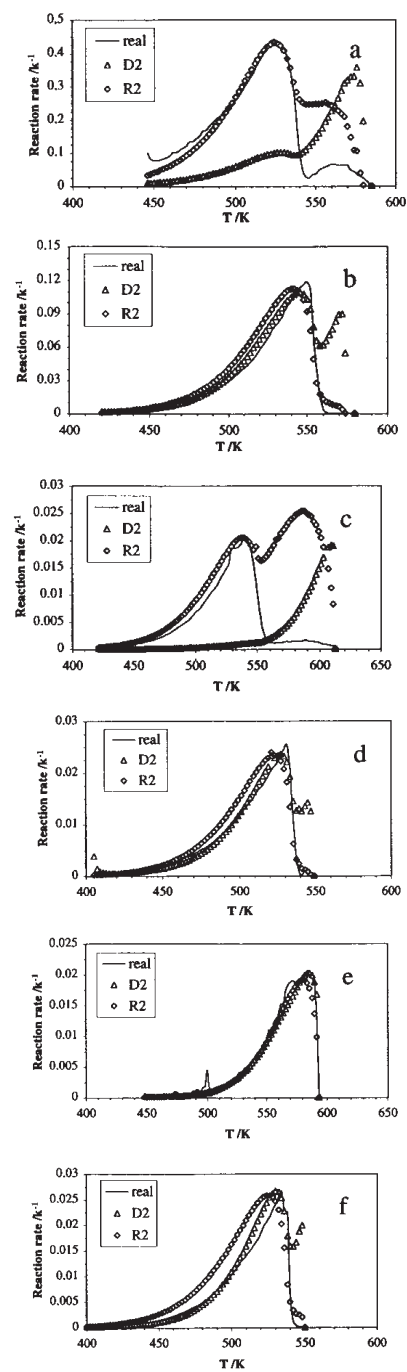 Reaction rate /k-1
0,5
0,4
0,3
0,2
0,1
0
real
D2
R2
a
400 450 500 550 600
T /K
Reaction rate /k-1
0.15
0.12
0.09
0.06
0.03
0
real
D2
R2
b
400 450 500 550 600
T /K
Reaction rate /k-1
0.03
0.025
0.02
0.015
0.01
0.005
0
real
D2
R2
c
400 450 500 550 600 650
T /K
Reaction rate /k-1
0.03
0.02
0.01
0
real
D2
R2
d
400 450 500 550 600
T /K
Reaction rate /k-1
0.025
0.02
0.015
0.01
0.005
0
real
D2
R2
e
400 450 500 550 600 650
T /K
Reaction rate /k-1
0.03
0.025
0.02
0.015
0.01
0.005
0
real
D2
R2
f
400 450 500 550 600
T /K